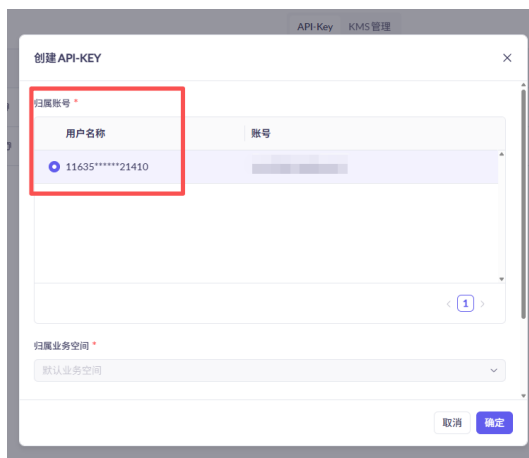 API-Key KMS管理
创建API-KEY
归属账号 *
用户名称 账号
11635******21410
1
归属业务空间 *
默认业务空间
取消 确定